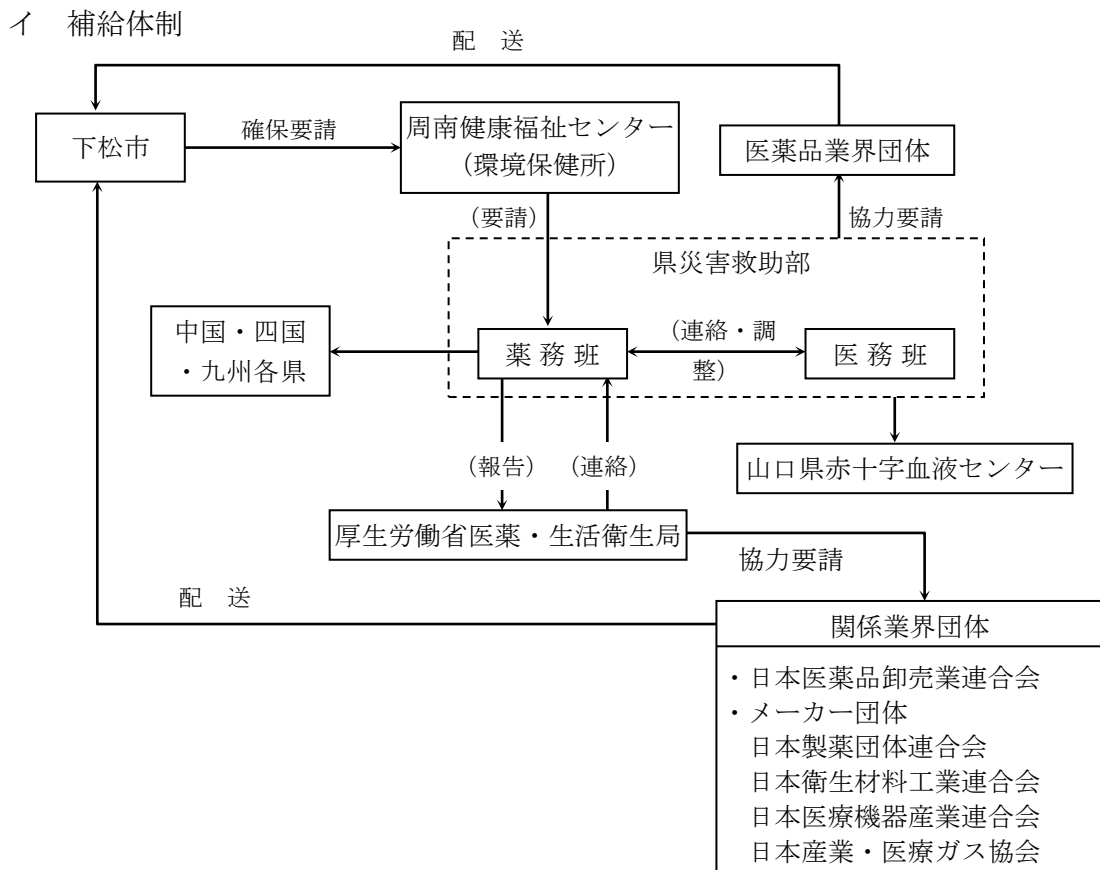 イ　補給体制
配　送
下松市
確保要請
周南健康福祉センター
（環境保健所）
医薬品業界団体
（要請）
協力要請
県災害救助部
中国・四国
・九州各県
薬 務 班
（連絡・調
整）
医 務 班
（報告）
（連絡）
山口県赤十字血液センター
厚生労働省医薬・生活衛生局
協力要請
配　送
関係業界団体
・日本医薬品卸売業連合会
・メーカー団体
日本製薬団体連合会
日本衛生材料工業連合会
日本医療機器産業連合会
日本産業・医療ガス協会